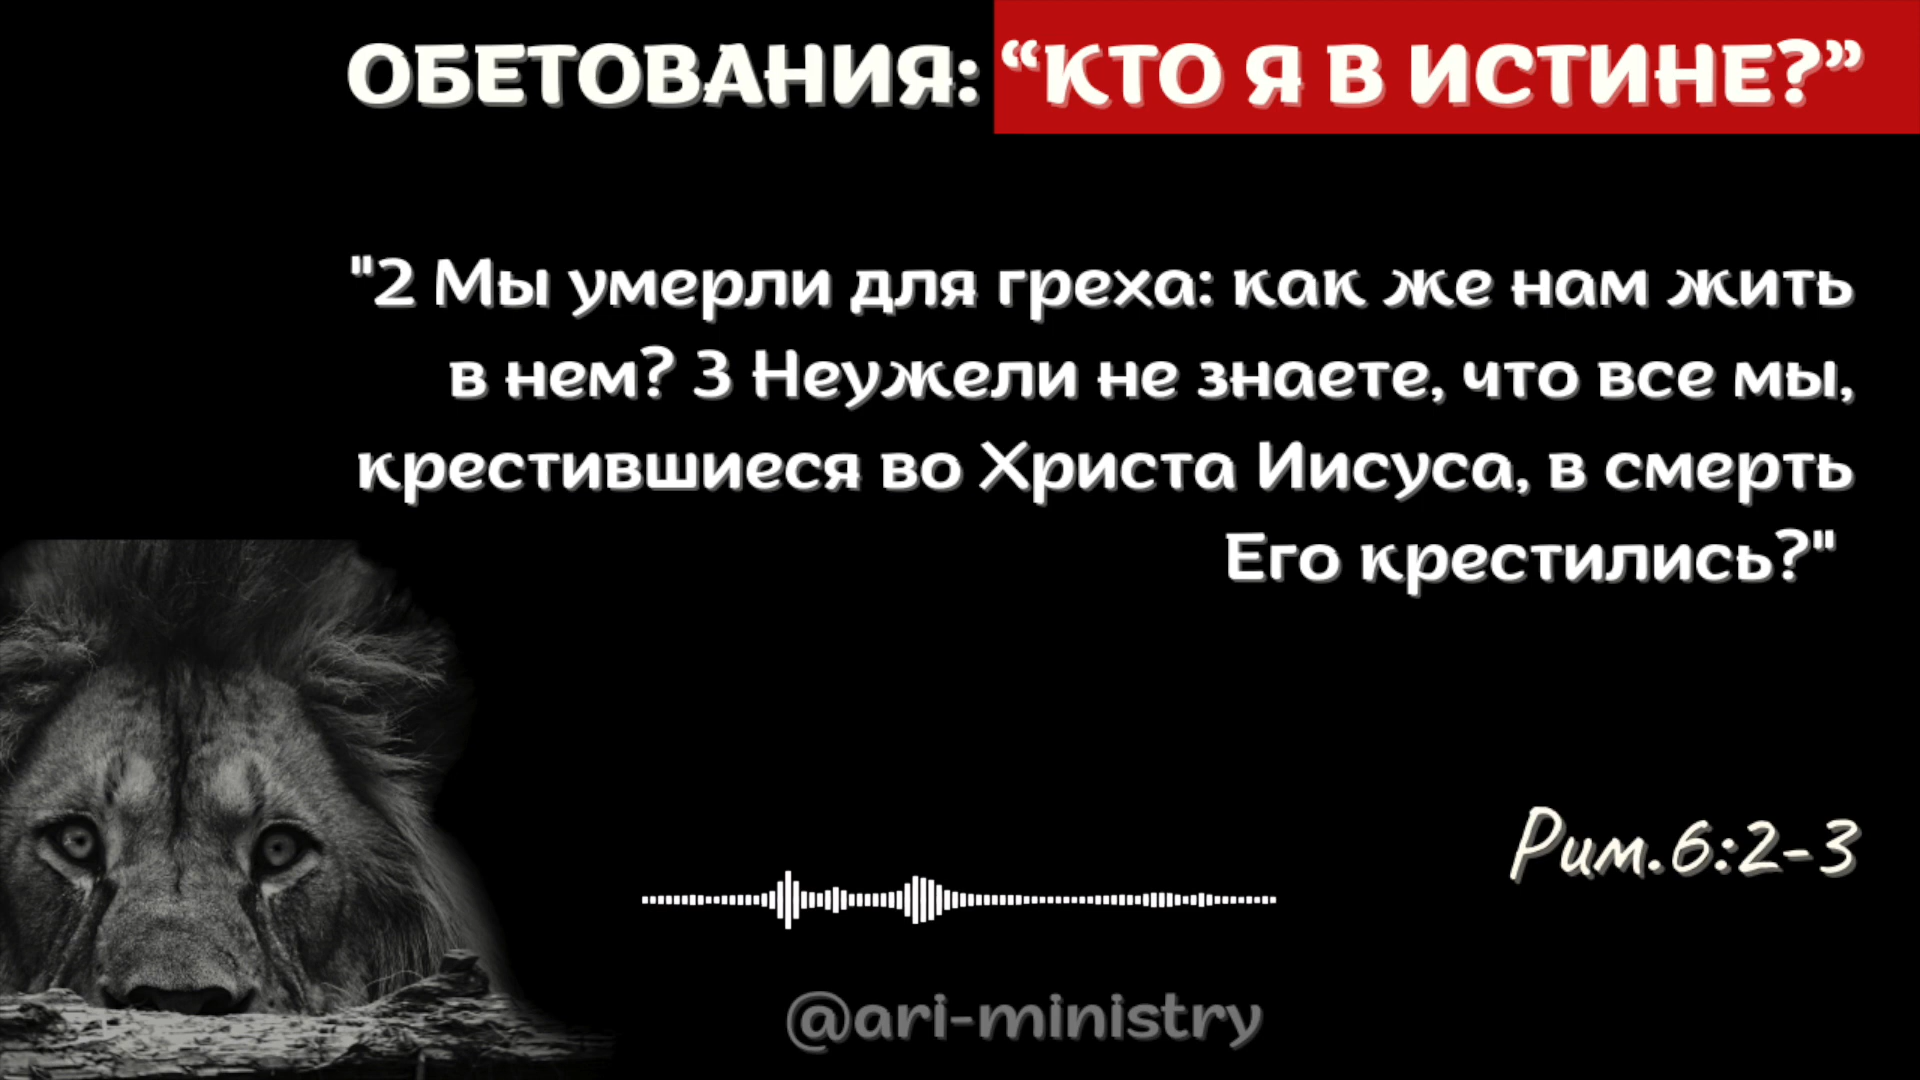 ОБЕТОВАНИЯ: “КТО Я В ИСТИНЕ?”
"2 Мы умерли для греха: как же нам жить
в нем? 3 Неужели не знаете, что все мы,
крестившиеся во Христа Иисуса, в смерть
Его крестились?"
Рим.6:2-3
@ari-ministry